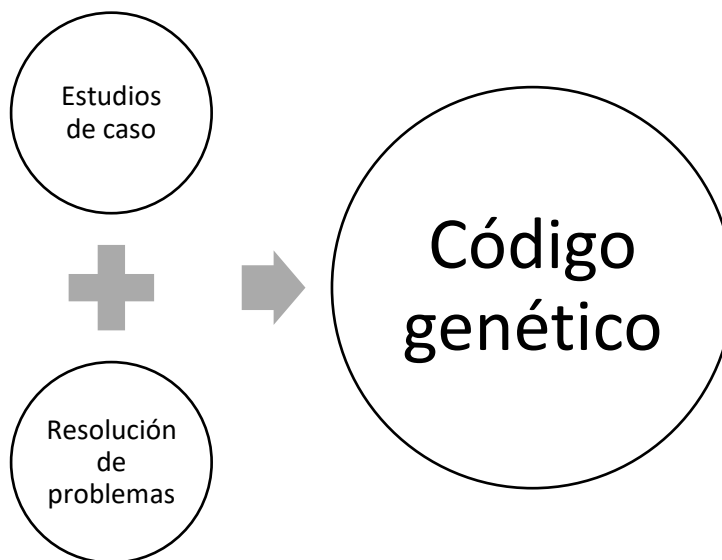 Estudios
de caso
Código
genético
Resolución
de
problemas